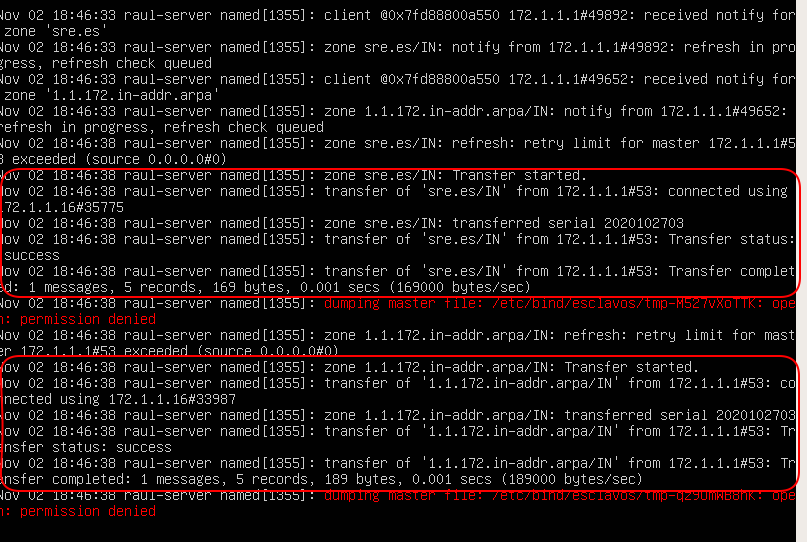 Nov 02 18:46:33 raul-server named[1355]: client @0x7fd88800a550 172.1.1.1#49892: received notify for
zone 'sre.es'
Nov 02 18:46:33 raul-server named[1355]: zone sre.es/IN: notify from 172.1.1.1#49892: refresh in pro
gress, refresh check queued
Nov 02 18:46:33 raul-server named[1355]: client @0x7fd88800a550 172.1.1.1#49652: received notify for
zone '1.1.172.in-addr.arpa'
Nov 02 18:46:33 raul-server named[1355]: zone 1.1.172.in-addr.arpa/IN: notify from 172.1.1.1#49652:
refresh in progress, refresh check queued
Nov 02 18:46:38 raul-server named[1355]: zone sre.es/IN: refresh: retry limit for master 172.1.1.1#5
3 exceeded (source 0.0.0.0#0)
Nov 02 18:46:38 raul-server named[1355]: zone sre.es/IN: Transfer started.
Nov 02 18:46:38 raul-server named[1355]: transfer of 'sre.es/IN' from 172.1.1.1#53: connected using
172.1.1.16#35775
Nov 02 18:46:38 raul-server named[1355]: zone sre.es/IN: transferred serial 2020102703
Nov 02 18:46:38 raul-server named[1355]: transfer of 'sre.es/IN' from 172.1.1.1#53: Transfer status:
success
Nov 02 18:46:38 raul-server named[1355]: transfer of 'sre.es/IN' from 172.1.1.1#53: Transfer complet
ed: 1 messages, 5 records, 169 bytes, 0.001 secs (169000 bytes/sec)
Nov 02 18:46:38 raul-server named[1355]: dumping master file: /etc/bind/esclavos/tmp-M527vXoTTK: ope
n: permission denied
Nov 02 18:46:38 raul-server named[1355]: zone 1.1.172.in-addr.arpa/IN: refresh: retry limit for mast
er 172.1.1.1#53 exceeded (source 0.0.0.0#0)
Nov 02 18:46:38 raul-server named[1355]: zone 1.1.172.in-addr.arpa/IN: Transfer started.
Nov 02 18:46:38 raul-server named[1355]: transfer of '1.1.172.in-addr.arpa/IN' from 172.1.1.1#53: co
nnected using 172.1.1.16#33987
Nov 02 18:46:38 raul-server named[1355]: zone 1.1.172.in-addr.arpa/IN: transferred serial 2020102703
Nov 02 18:46:38 raul-server named[1355]: transfer of '1.1.172.in-addr.arpa/IN' from 172.1.1.1#53: Tr
ansfer status: success
Nov 02 18:46:38 raul-server named[1355]: transfer of '1.1.172.in-addr.arpa/IN' from 172.1.1.1#53: Tr
ansfer completed: 1 messages, 5 records, 189 bytes, 0.001 secs (189000 bytes/sec)
Nov 02 18:46:38 raul-server named[1355]: dumping master file: ope
n: permission denied